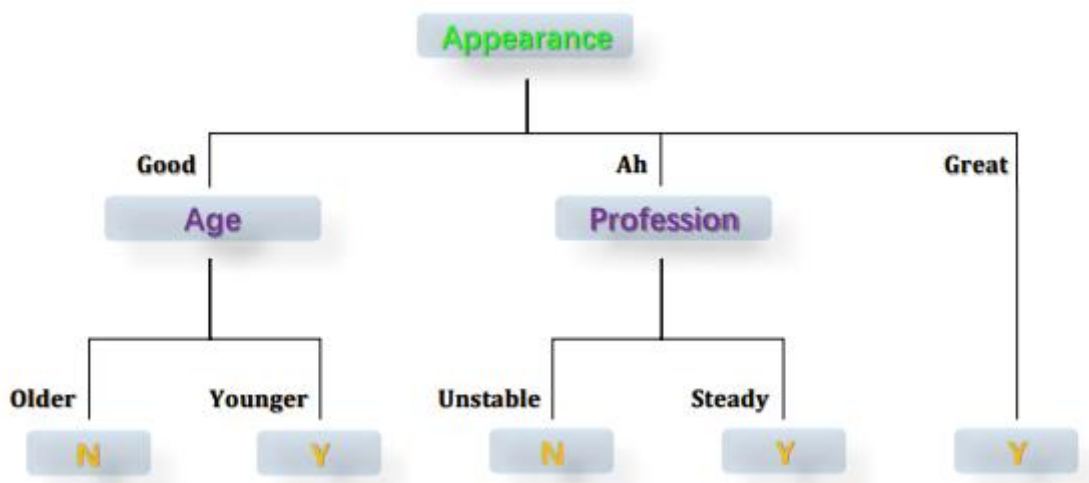 Appearance
Good
Ah
Great
Age
Profession
Older
Younger
Unstable
Steady
N
Y
N
Y
Y